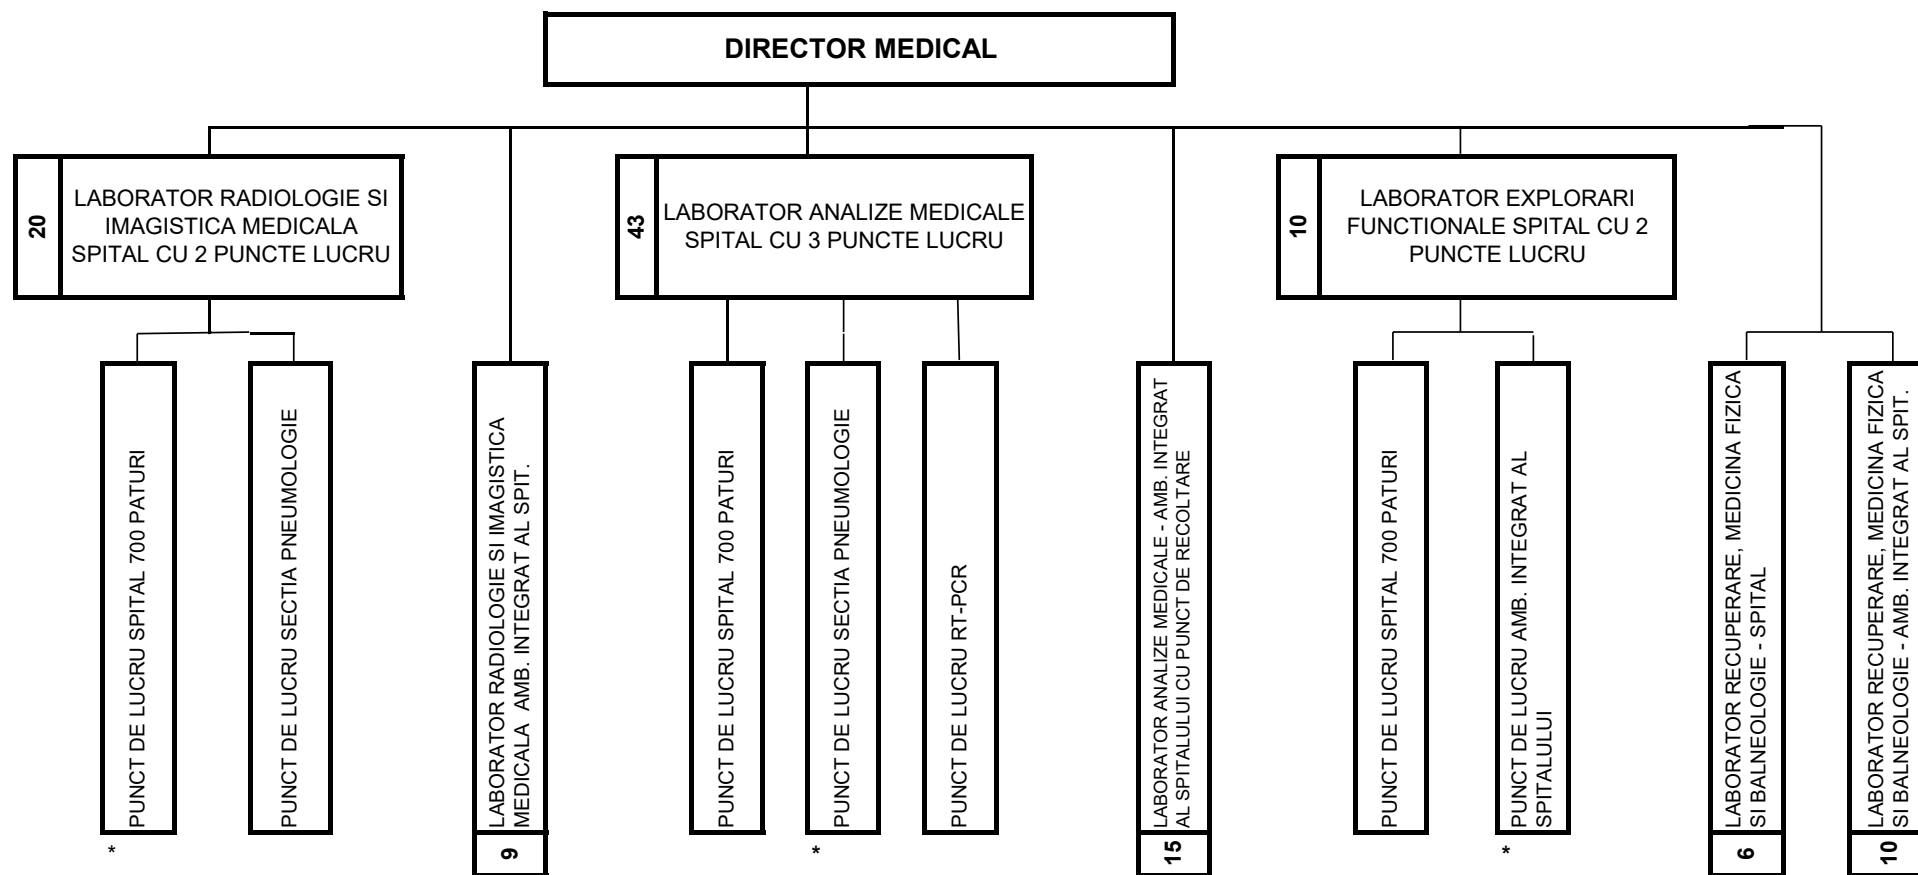 DIRECTOR MEDICAL
20
LABORATOR RADIOLOGIE SI
IMAGISTICA MEDICALA
SPITAL CU 2 PUNCTE LUCRU
43
LABORATOR ANALIZE MEDICALE
SPITAL CU 3 PUNCTE LUCRU
10
LABORATOR EXPLORARI
FUNCTIONALE SPITAL CU 2
PUNCTE LUCRU
PUNCT DE LUCRU SPITAL 700 PATURI
*
PUNCT DE LUCRU SECTIA PNEUMOLOGIE
LABORATOR RADIOLOGIE SI IMAGISTICA
MEDICALA AMB. INTEGRAT AL SPIT.
9
PUNCT DE LUCRU SPITAL 700 PATURI
PUNCT DE LUCRU SECTIA PNEUMOLOGIE
*
PUNCT DE LUCRU RT-PCR
LABORATOR ANALIZE MEDICALE - AMB. INTEGRAT
AL SPITALULUI CU PUNCT DE RECOLTARE
15
PUNCT DE LUCRU SPITAL 700 PATURI
PUNCT DE LUCRU AMB. INTEGRAT AL
SPITALULUI
*
LABORATOR RECUPERARE, MEDICINA FIZICA
SI BALNEOLOGIE - SPITAL
6
LABORATOR RECUPERARE, MEDICINA FIZICA
SI BALNEOLOGIE - AMB. INTEGRAT AL SPIT.
10